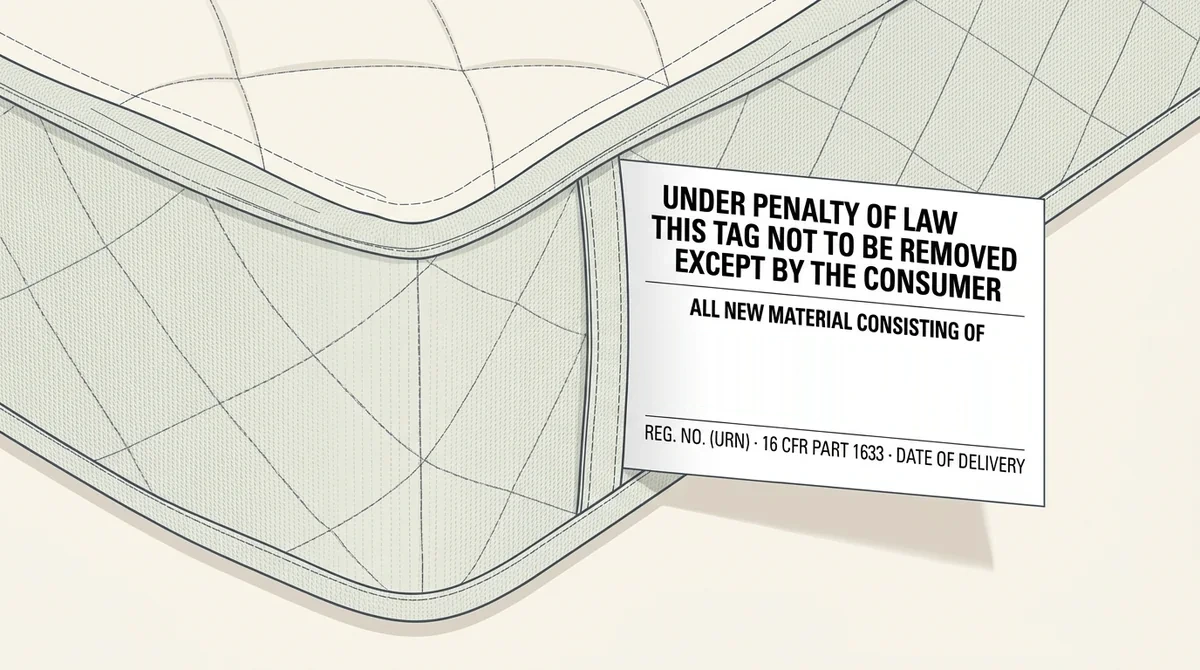 UNDER PENALTY OF LAW
THIS TAG NOT TO BE REMOVED
EXCEPT BY THE CONSUMER
ALL NEW MATERIAL CONSISTING OF
REG. NO. (URN) · 16 CFR PART 1633 · DATE OF DELIVERY